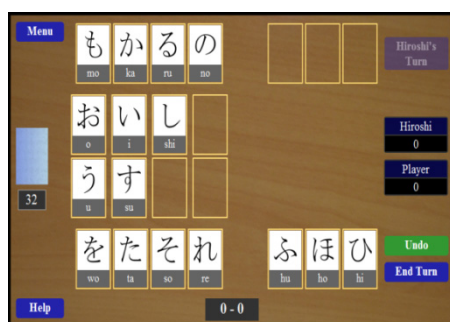 Menu
も か る の
mo ka ru no
Hiroshi's
Turn
お い し
o i shi
Hiroshi
0
う す
u su
Player
0
32
を た そ れ
wo ta so re
ふ ほ ひ
hu ho hi
Undo
End Turn
Help
0 - 0